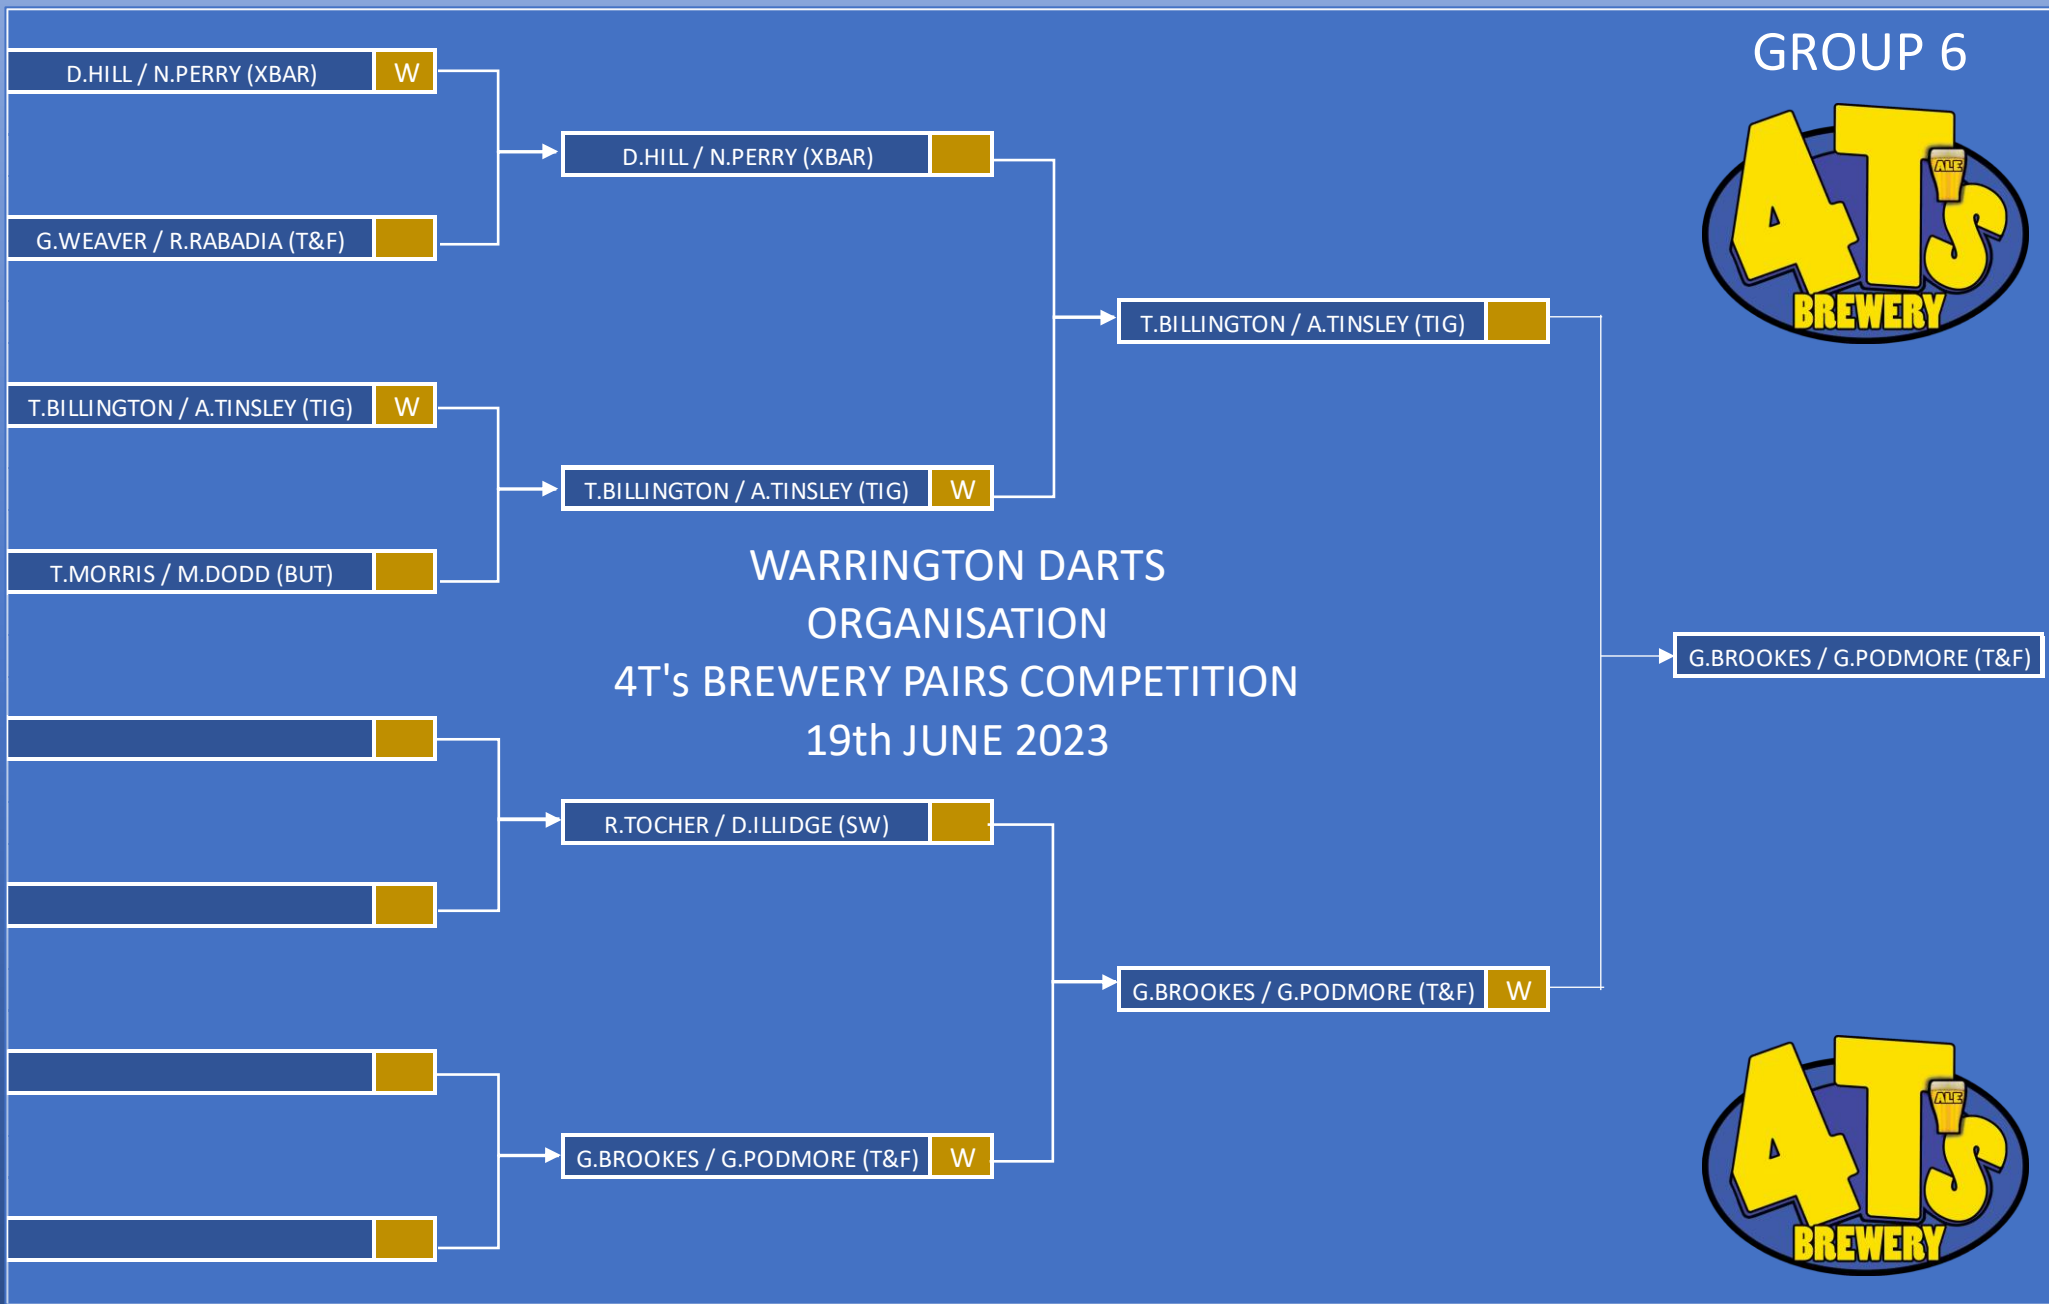 GROUP 6
4T's
ALE
BREWERY
D.HILL / N.PERRY (XBAR) W
G.WEAVER / R.RABADIA (T&F)
T.BILLINGTON / A.TINSLEY (TIG) W
T.MORRIS / M.DODD (BUT)
D.HILL / N.PERRY (XBAR)
T.BILLINGTON / A.TINSLEY (TIG) W
R.TOCHER / D.ILLIDGE (SW)
G.BROOKES / G.PODMORE (T&F) W
T.BILLINGTON / A.TINSLEY (TIG)
G.BROOKES / G.PODMORE (T&F) W
G.BROOKES / G.PODMORE (T&F)
WARRINGTON DARTS
ORGANISATION
4T's BREWERY PAIRS COMPETITION
19th JUNE 2023
4T's
ALE
BREWERY